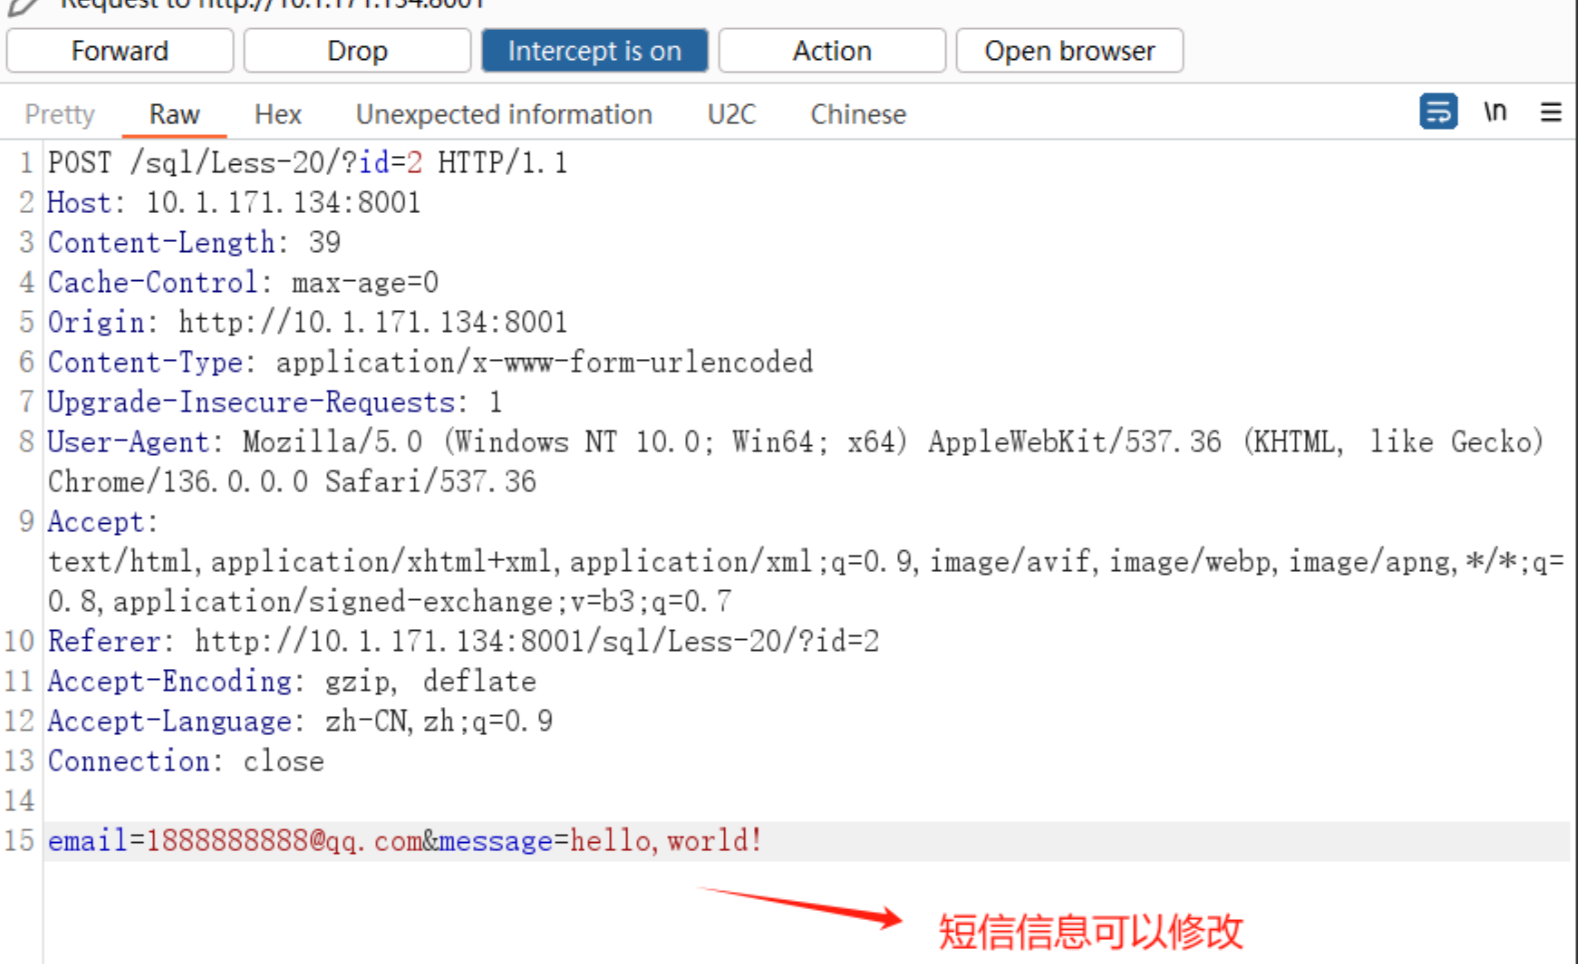 Request to http://10.1.171.134:8001
Forward Drop Intercept is on Action Open browser
Pretty Raw Hex Unexpected information U2C Chinese \n
1 POST /sql/Less-20/?id=2 HTTP/1.1
2 Host: 10.1.171.134:8001
3 Content-Length: 39
4 Cache-Control: max-age=0
5 Origin: http://10.1.171.134:8001
6 Content-Type: application/x-www-form-urlencoded
7 Upgrade-Insecure-Requests: 1
8 User-Agent: Mozilla/5.0 (Windows NT 10.0; Win64; x64) AppleWebKit/537.36 (KHTML, like Gecko)
Chrome/136.0.0.0 Safari/537.36
9 Accept:
text/html,application/xhtml+xml,application/xml;q=0.9,image/avif,image/webp,image/apng,*/*;q=
0.8,application/signed-exchange;v=b3;q=0.7
10 Referer: http://10.1.171.134:8001/sql/Less-20/?id=2
11 Accept-Encoding: gzip, deflate
12 Accept-Language: zh-CN,zh;q=0.9
13 Connection: close
14
15 email=1888888888@qq.com&message=hello,world!
短信信息可以修改